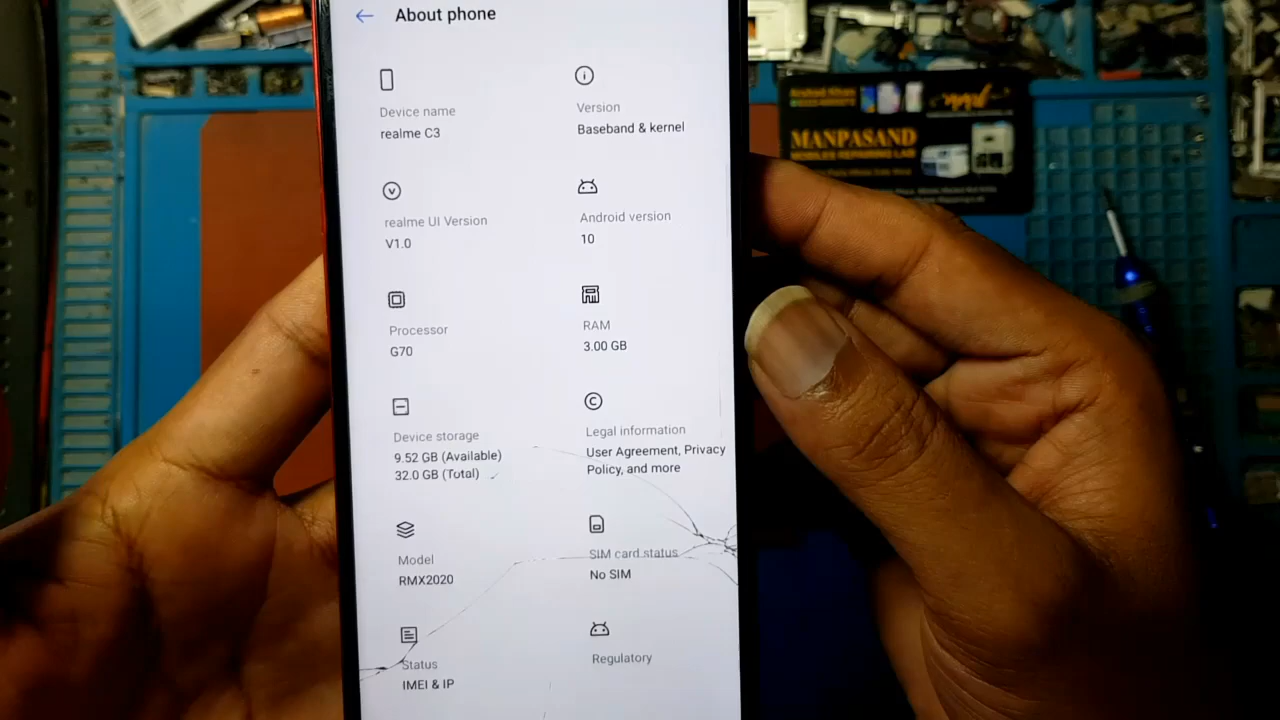 About phone
Device name
realme C3
Version
Baseband & kernel
realme UI Version
V1.0
Android version
10
Processor
G70
RAM
3.00 GB
Device storage
9.52 GB (Available)
32.0 GB (Total)
Legal information
User Agreement, Privacy
Policy, and more
Model
RMX2020
SIM card status
No SIM
Status
IMEI & IP
Regulatory
MANPASAND